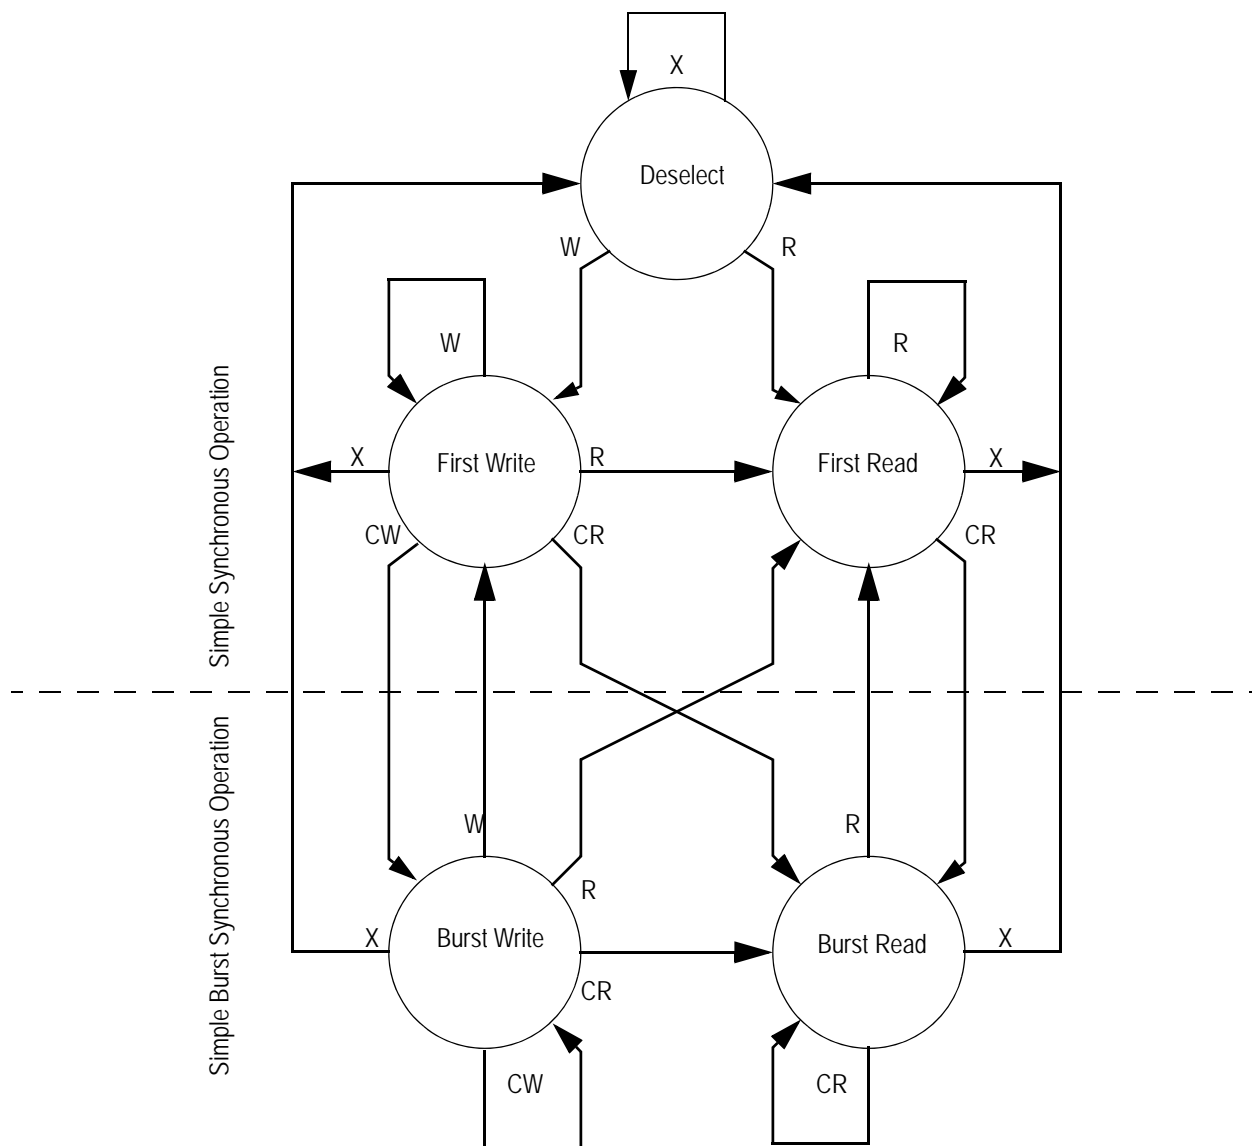 X
Deselect
W
R
W
R
X
First Write
R
First Read
X
CW
CR
CR
Simple Synchronous Operation
Simple Burst Synchronous Operation
W
R
R
X
Burst Write
Burst Read
X
CR
CW
CR